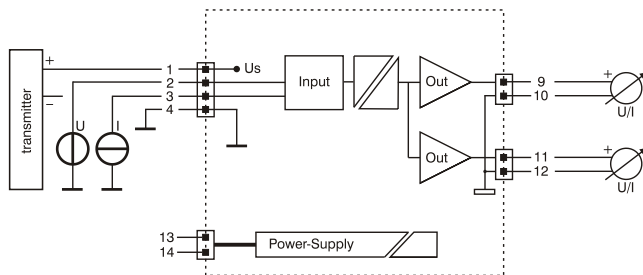 transmitter
+
−
U
I
1
2
3
4
Us
Input
Out
Out
9
10
+
U/I
11
12
+
U/I
13
14
Power-Supply